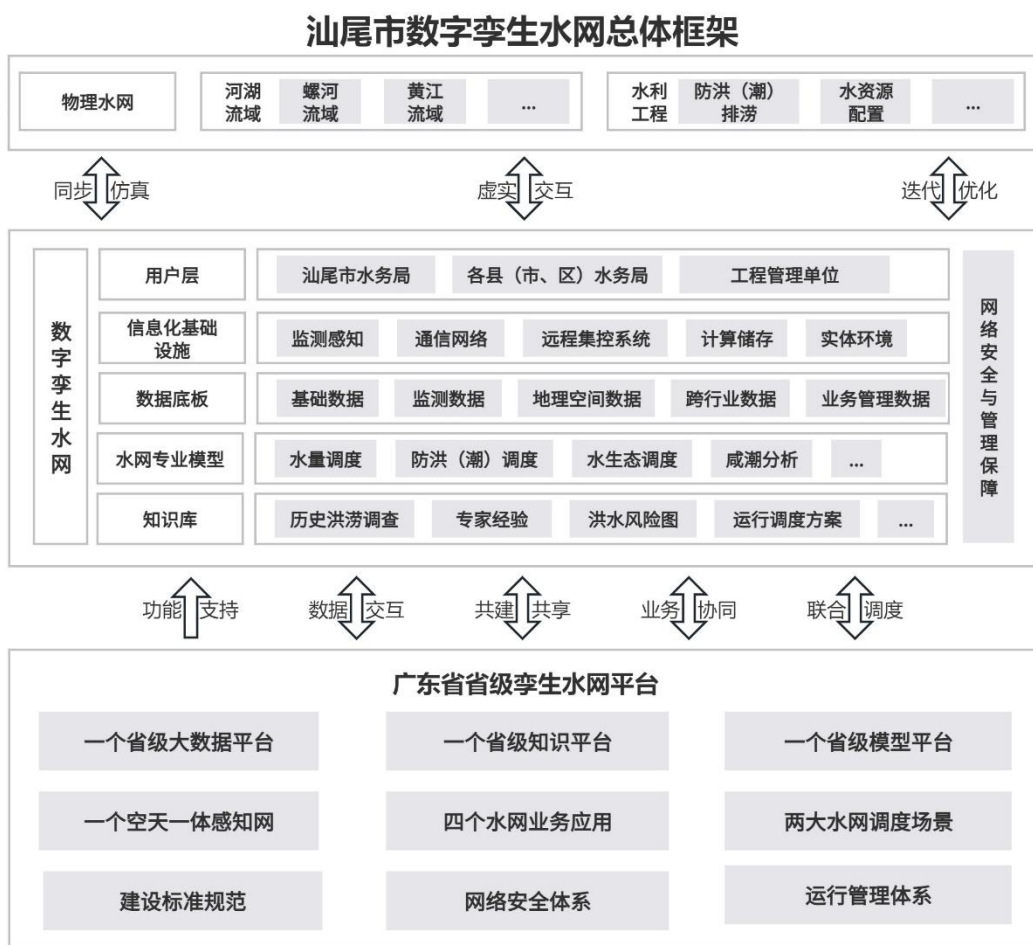 汕尾市数字孪生水网总体框架
物理水网
河湖
流域
螺河
流域
黄江
流域
...
水利
工程
防洪（潮）
排涝
水资源
配置
...
同步 仿真
虚实 交互
迭代 优化
数字孪生水网
用户层
汕尾市水务局
各县（市、区）水务局
工程管理单位
信息化基础
设施
监测感知
通信网络
远程集控系统
计算储存
实体环境
数据底板
基础数据
监测数据
地理空间数据
跨行业数据
业务管理数据
水网专业模型
水量调度
防洪（潮）调度
水生态调度
咸潮分析
...
知识库
历史洪涝调查
专家经验
洪水风险图
运行调度方案
...
网络安全与管理保障
功能 支持
数据 交互
共建 共享
业务 协同
联合 调度
广东省省级孪生水网平台
一个省级大数据平台
一个省级知识平台
一个省级模型平台
一个空天一体感知网
四个水网业务应用
两大水网调度场景
建设标准规范
网络安全体系
运行管理体系